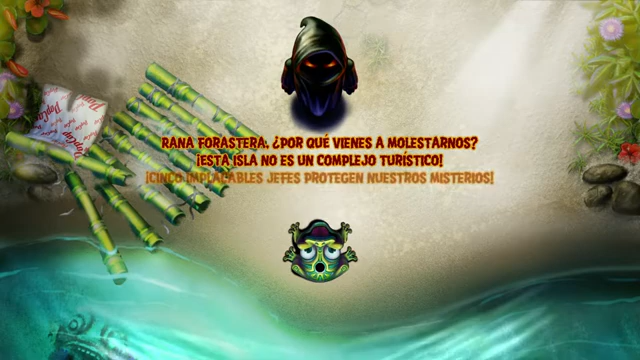 RANA FORASTERA, ¿POR QUÉ VIENES A MOLESTARNOS?
¡ESTA ISLA NO ES UN COMPLEJO TURÍSTICO!
¡CINCO IMPLACABLES JEFES PROTEGEN NUESTROS MISTERIOS!
PopCap